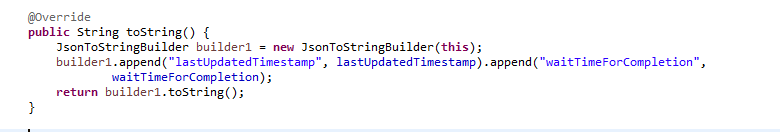 @Override
public String toString() {
    JsonToStringBuilder builder1 = new JsonToStringBuilder(this);
    builder1.append("lastUpdatedTimestamp", lastUpdatedTimestamp).append("waitTimeForCompletion",
            waitTimeForCompletion);
    return builder1.toString();
}